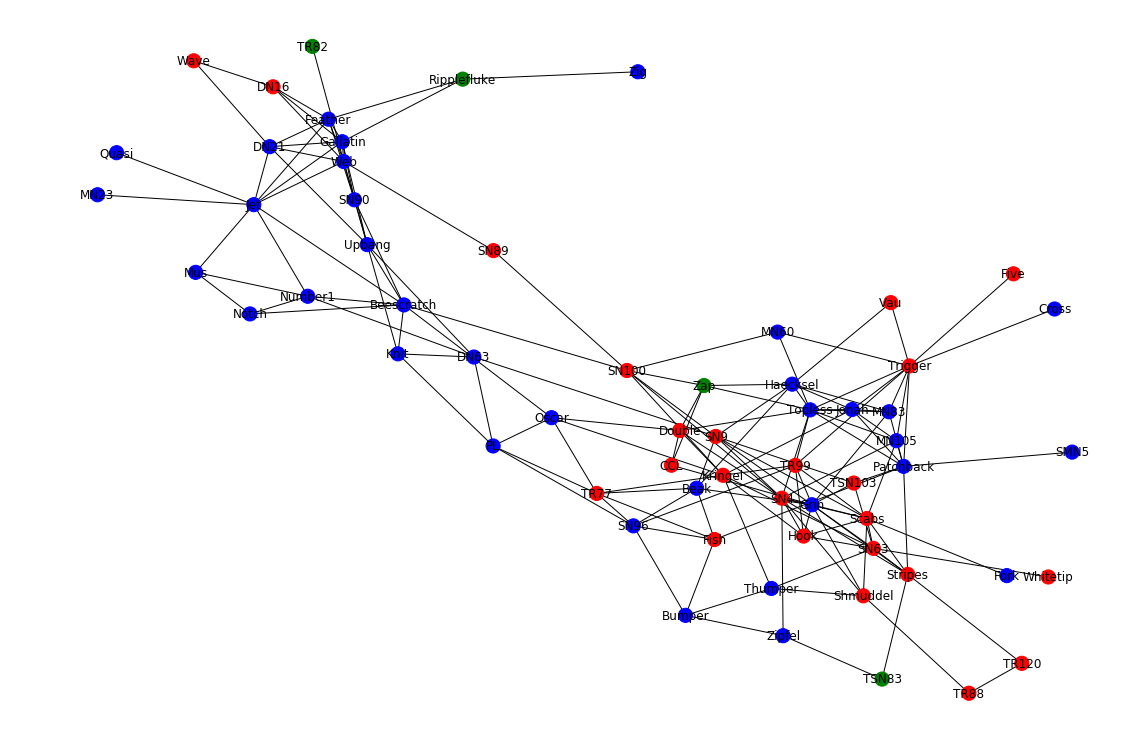 TR82
Wave
Zig
Ripplefluke
DN16
Feather
Gallatin
DN21
Quasi
Web
MN23
SN90
Jet
Upbang
SN89
Mus
Five
Number1
Vau
Beescratch
Cross
Notch
MN60
Knit
DN63
Trigger
SN100
Zap
Haecksel
Topless
Jonah
MN83
Oscar
Double
SN9
MN105
SMN5
CCL
TR99
Patchback
Kringel
TSN103
Beak
TR77
SN4
Grin
Scabs
SN96
Hook
Fish
SN63
Stripes
Fork
Whitetip
Thumper
Shmuddel
Bumper
Zipfel
TR120
TSN83
TR88